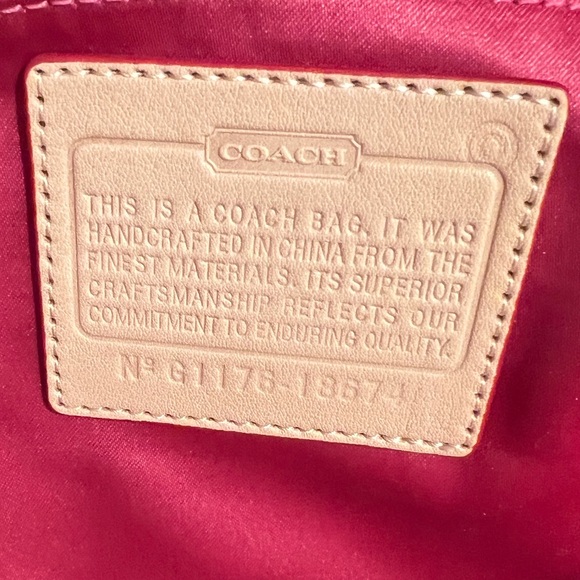 COACH
THIS IS A COACH BAG. IT WAS
HANDCRAFTED IN CHINA FROM THE
FINEST MATERIALS. ITS SUPERIOR
CRAFTSMANSHIP REFLECTS OUR
COMMITMENT TO ENDURING QUALITY.
Nº G1176-18674